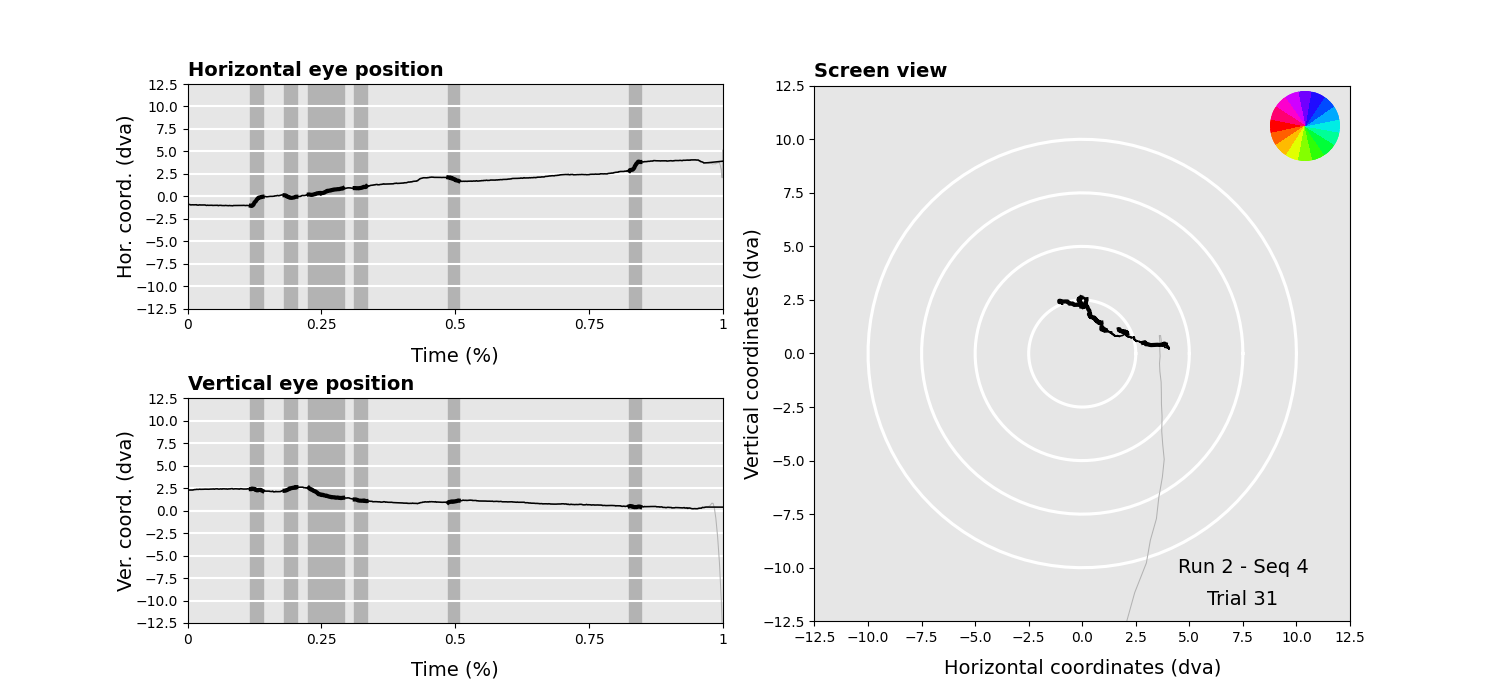 Horizontal eye position
Hor. coord. (dva)
12.5
10.0
7.5
5.0
2.5
0.0
−2.5
−5.0
−7.5
−10.0
−12.5
0 0.25 0.5 0.75 1
Time (%)
Vertical eye position
Ver. coord. (dva)
12.5
10.0
7.5
5.0
2.5
0.0
−2.5
−5.0
−7.5
−10.0
−12.5
0 0.25 0.5 0.75 1
Time (%)
Screen view
Vertical coordinates (dva)
12.5
10.0
7.5
5.0
2.5
0.0
−2.5
−5.0
−7.5
−10.0
−12.5
Run 2 - Seq 4
Trial 31
−12.5 −10.0 −7.5 −5.0 −2.5 0.0 2.5 5.0 7.5 10.0 12.5
Horizontal coordinates (dva)